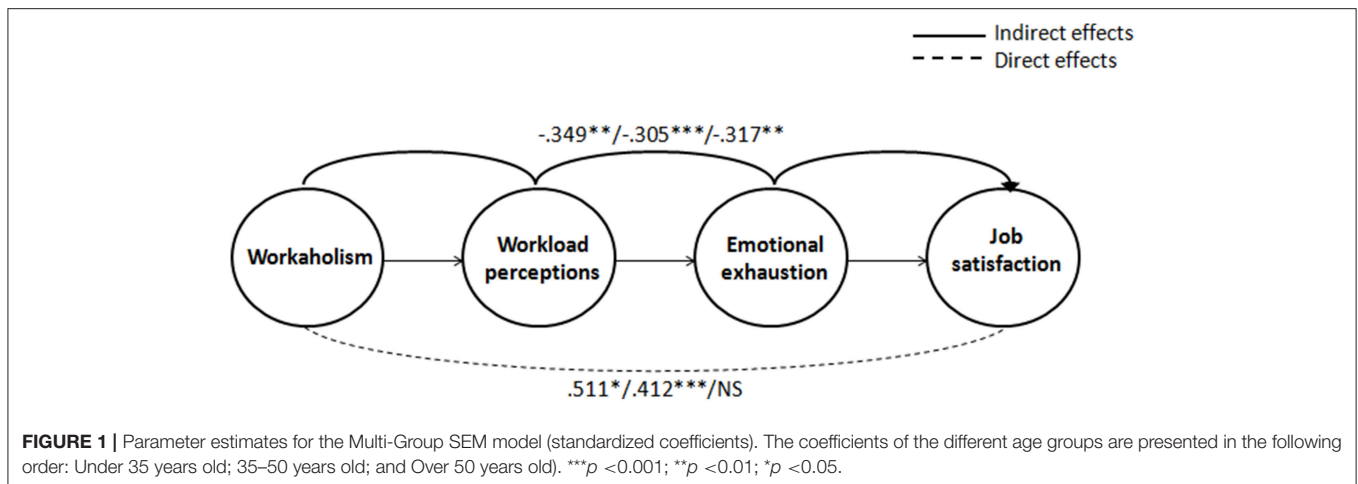 Indirect effects
Direct effects
-.349**/-.305***/-.317**
Workaholism
Workload
perceptions
Emotional
exhaustion
Job
satisfaction
.511*/.412***/NS
FIGURE 1 | Parameter estimates for the Multi-Group SEM model (standardized coefficients). The coefficients of the different age groups are presented in the following
order: Under 35 years old; 35–50 years old; and Over 50 years old). ***p <0.001; **p <0.01; *p <0.05.